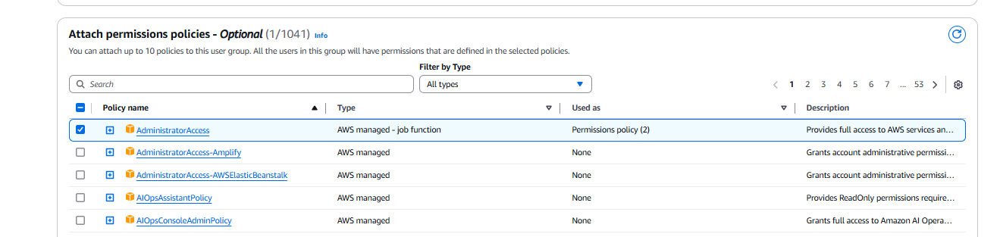 Attach permissions policies - Optional (1/1041) Info
You can attach up to 10 policies to this user group. All the users in this group will have permissions that are defined in the selected policies.
Filter by Type
Search All types 1 2 3 4 5 6 7 ... 53
Policy name Type Used as Description
AdministratorAccess AWS managed - job function Permissions policy (2) Provides full access to AWS services an...
AdministratorAccess-Amplify AWS managed None Grants account administrative permissi...
AdministratorAccess-AWSElasticBeanstalk AWS managed None Grants account administrative permissi...
AIOpsAssistantPolicy AWS managed None Provides ReadOnly permissions require...
AIOpsConsoleAdminPolicy AWS managed None Grants full access to Amazon AI Opera...